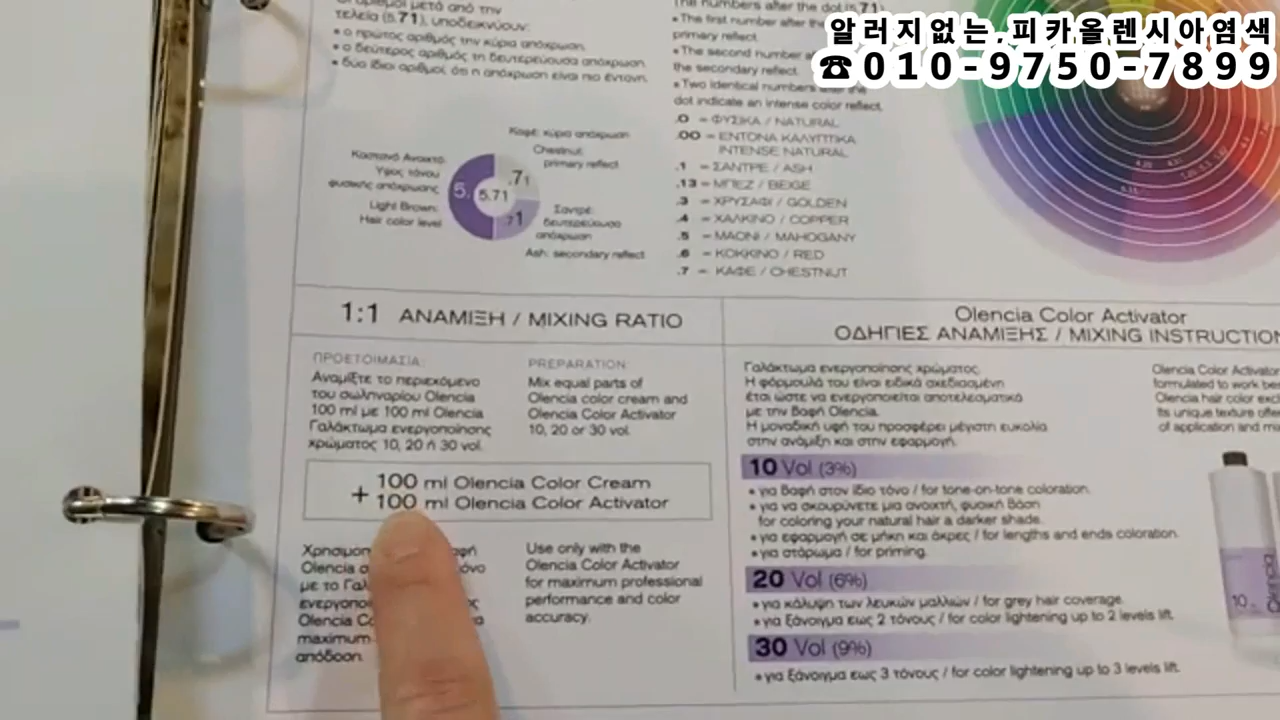 알러지없는,피카올렌시아염색
☎010-9750-7899
τελεία (5.71), υποδεικνύουν:
• ο πρώτος αριθμός την κύρια απόχρωση.
• ο δεύτερος αριθμός τη δευτερεύουσα απόχρωση.
• δύο ίδιοι αριθμοί, ότι η απόχρωση είναι πιο έντονη.
The numbers after the dot (5.71)
• The first number after the
primary reflect.
• The second number
the secondary reflect.
• Two identical numbers after the
dot indicate an intense color reflect.
.0 = ΦΥΣΙΚΑ / NATURAL
.00 = ΕΝΤΟΝΑ ΚΑΛΥΠΤΙΚΑ
INTENSE NATURAL
.1 = ΣΑΝΤΡΕ / ASH
.13 = ΜΠΕΖ / BEIGE
.3 = ΧΡΥΣΑΦΙ / GOLDEN
.4 = ΧΑΛΚΙΝΟ / COPPER
.5 = ΜΑΟΝΙ / MAHOGANY
.6 = ΚΟΚΚΙΝΟ / RED
.7 = ΚΑΦΕ / CHESTNUT
Καφέ: κύρια απόχρωση
Chestnut:
primary reflect
Καστανό Ανοιχτό:
Ύψος τόνου
φυσικής απόχρωσης
Light Brown:
Hair color level
5. 5.71 .71 .71
Σαντρέ:
δευτερεύουσα
απόχρωση
Ash: secondary reflect
1:1 ΑΝΑΜΙΞΗ / MIXING RATIO
ΠΡΟΕΤΟΙΜΑΣΙΑ:
Αναμίξτε το περιεχόμενο
του σωληναρίου Olencia
100 ml με 100 ml Olencia
Γαλάκτωμα ενεργοποίησης
χρώματος 10, 20 ή 30 vol.
PREPARATION:
Mix equal parts of
Olencia color cream and
Olencia Color Activator
10, 20 or 30 vol.
100 ml Olencia Color Cream
+ 100 ml Olencia Color Activator
Olencia
με το
maximum
απόδοση.
Use only with the
Olencia Color Activator
for maximum professional
performance and color
accuracy.
Olencia Color Activator
ΟΔΗΓΙΕΣ ΑΝΑΜΙΞΗΣ / MIXING INSTRUCTION
Γαλάκτωμα ενεργοποίησης χρώματος.
Η φόρμουλά του είναι ειδικά σχεδιασμένη
έτσι ώστε να ενεργοποιείται αποτελεσματικά
με την βαφή Olencia.
Η μοναδική υφή του προσφέρει μέγιστη ευκολία
στην ανάμιξη και στην εφαρμογή.
Olencia Color Activator
formulated to work
Olencia hair color
Its unique texture
of application and
10 Vol (3%)
• για βαφή στον ίδιο τόνο / for tone-on-tone coloration.
• για να σκουρύνετε μια ανοιχτή, φυσική βάση
for coloring your natural hair a darker shade.
• για εφαρμογή σε μήκη και άκρες / for lengths and ends coloration.
• για στάρωμα / for priming.
20 Vol (6%)
• για κάλυψη των λευκών μαλλιών / for grey hair coverage.
• για ξάνοιγμα εως 2 τόνους / for color lightening up to 2 levels lift.
30 Vol (9%)
• για ξάνοιγμα εως 3 τόνους / for color lightening up to 3 levels lift.
10
Olencia